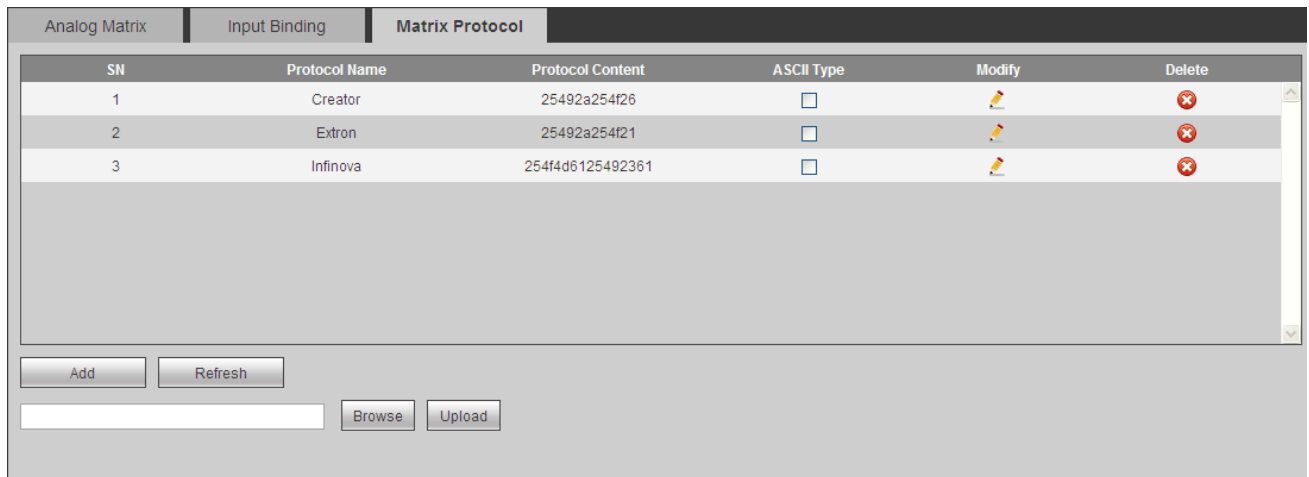 Analog Matrix Input Binding Matrix Protocol
SN Protocol Name Protocol Content ASCII Type Modify Delete
1 Creator 25492a254f26
2 Extron 25492a254f21
3 Infinova 254f4d6125492361
Add Refresh
Browse Upload